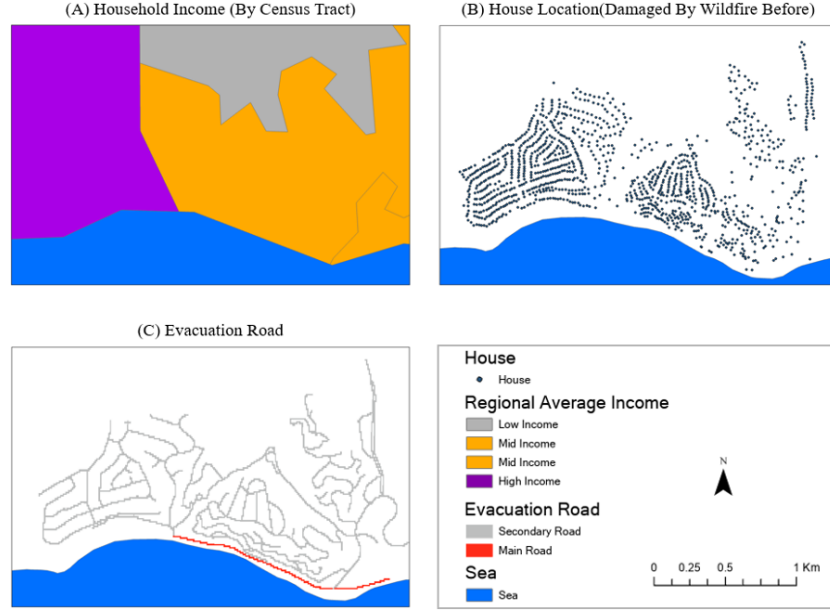 (A) Household Income (By Census Tract)
(B) House Location(Damaged By Wildfire Before)
(C) Evacuation Road
House
House
Regional Average Income
Low Income
Mid Income
Mid Income
High Income
N
Evacuation Road
Secondary Road
Main Road
0 0.25 0.5 1 Km
Sea
Sea